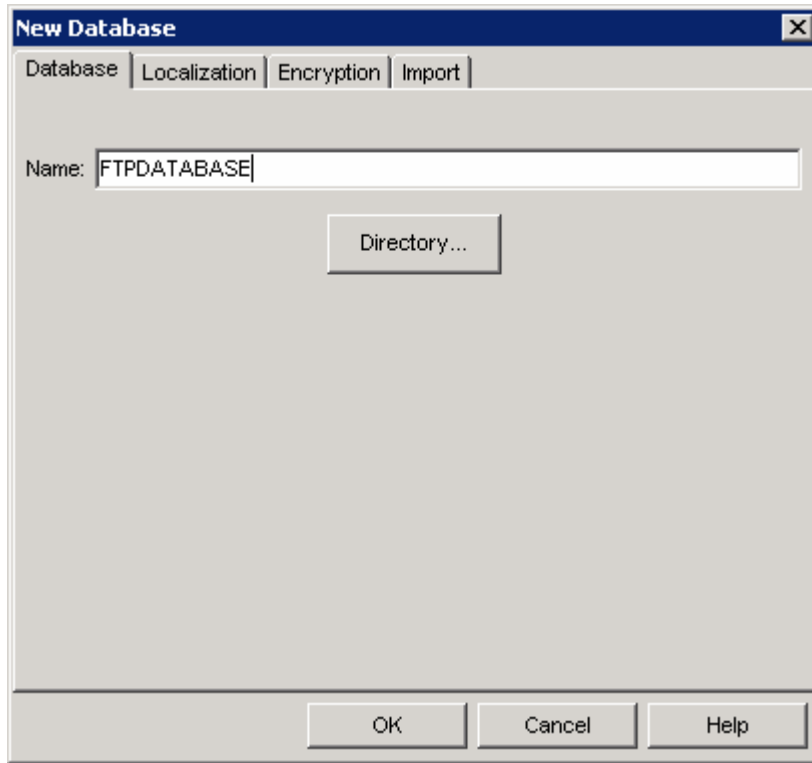 New Database
Database Localization Encryption Import
Name: FTPDATABASE
Directory...
OK Cancel Help